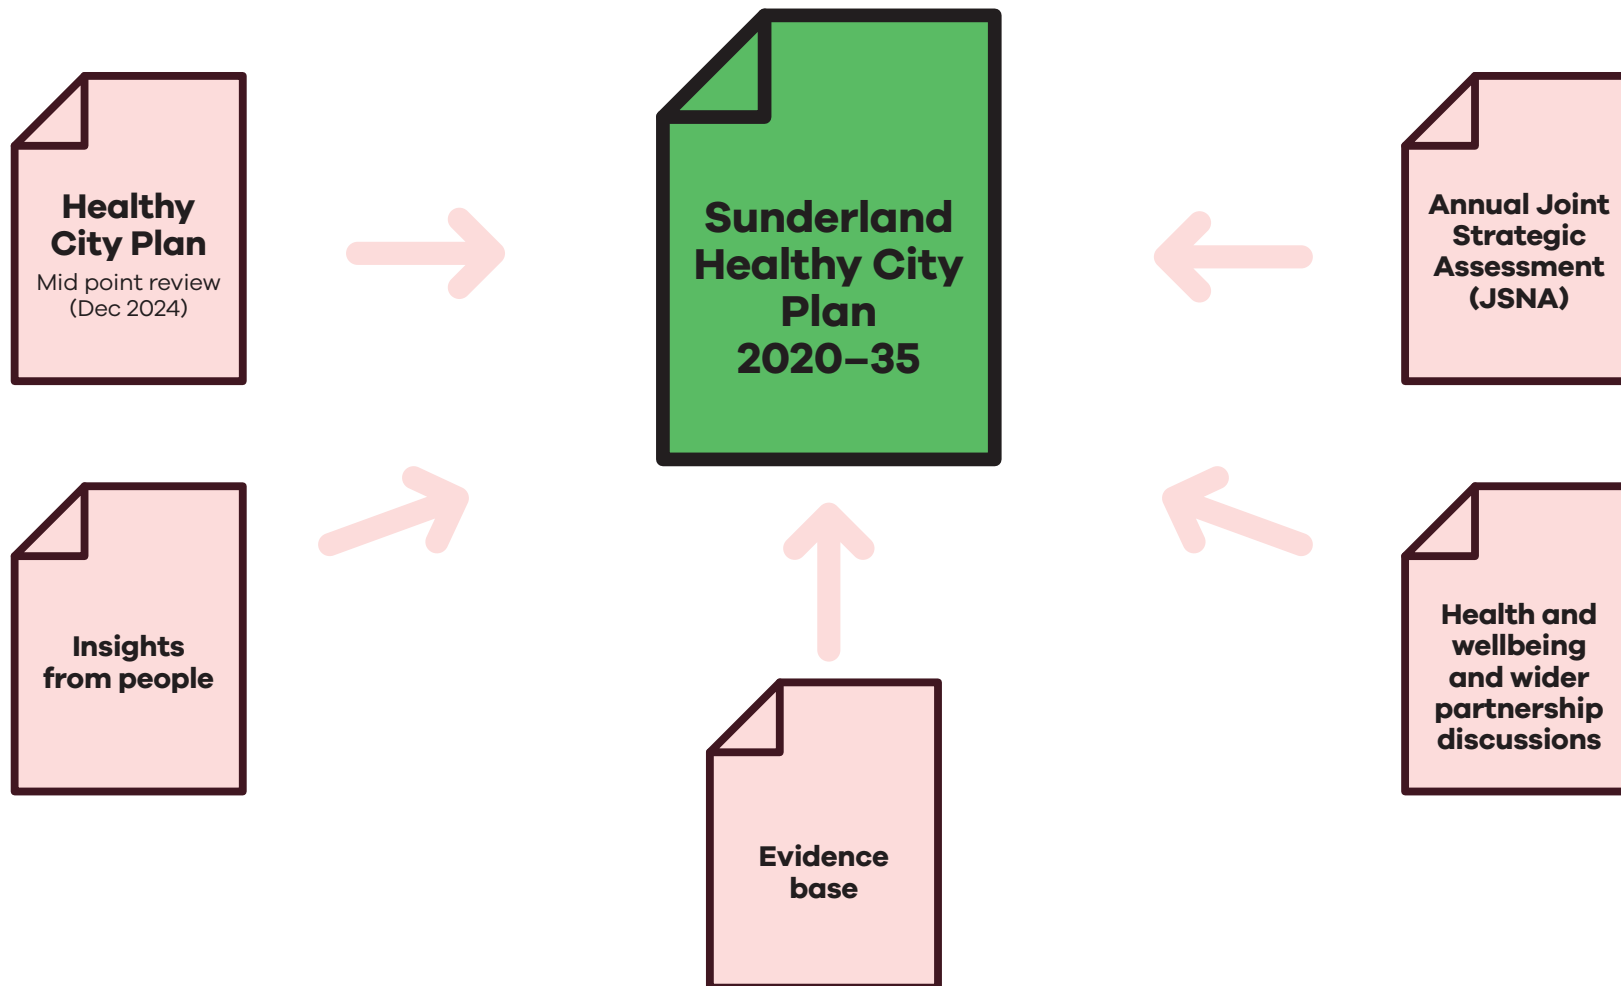 Healthy
City Plan
Mid point review
(Dec 2024)
Sunderland
Healthy City
Plan
2020–35
Annual Joint
Strategic
Assessment
(JSNA)
Insights
from people
Health and
wellbeing
and wider
partnership
discussions
Evidence
base